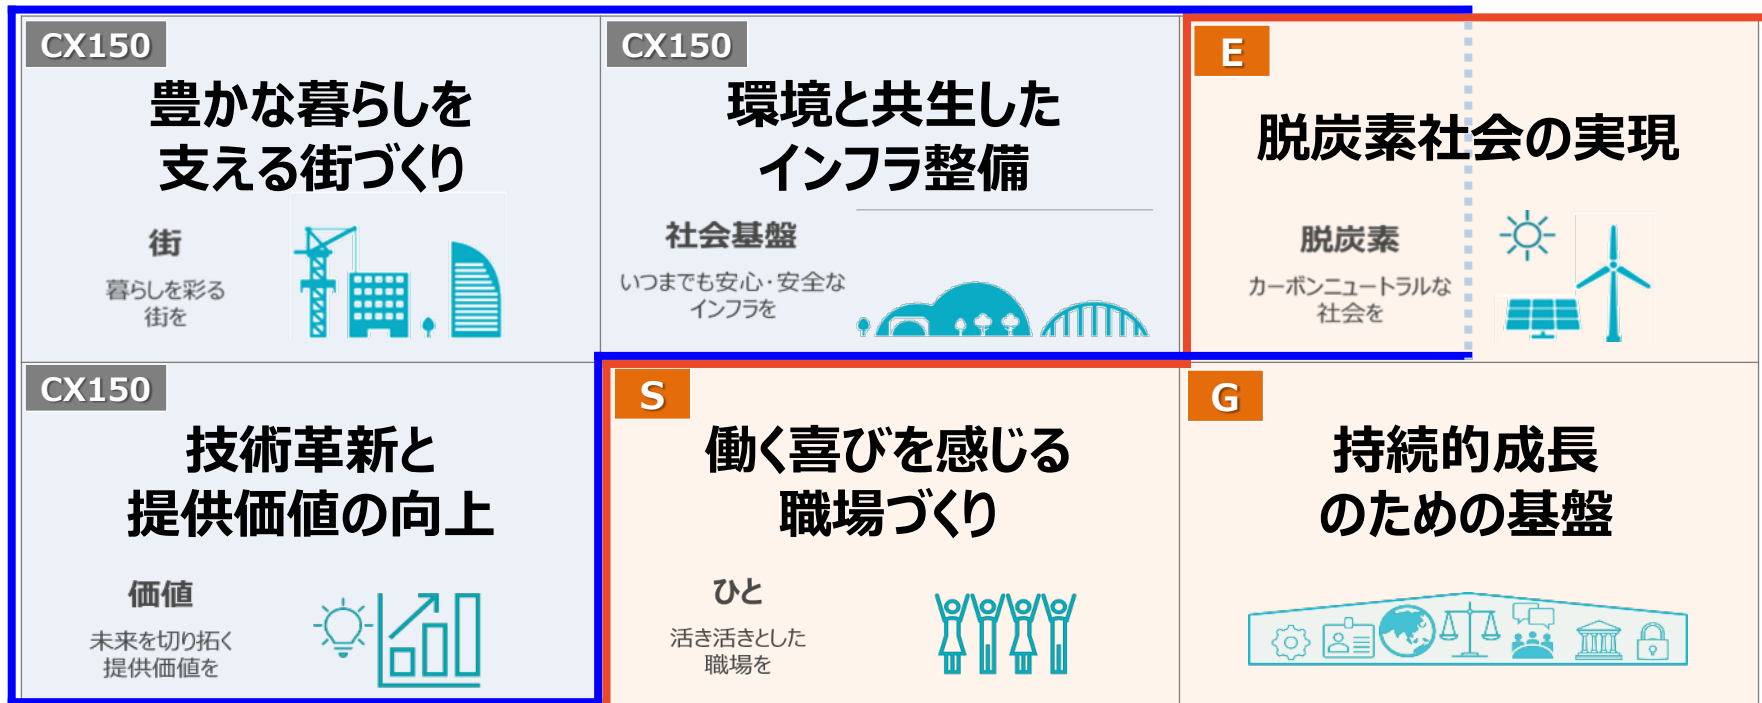 CX150
豊かな暮らしを
支える街づくり
街
暮らしを彩る
街を
CX150
環境と共生した
インフラ整備
社会基盤
いつまでも安心・安全な
インフラを
E
脱炭素社会の実現
脱炭素
カーボンニュートラルな
社会を
CX150
技術革新と
提供価値の向上
価値
未来を切り拓く
提供価値を
S
働く喜びを感じる
職場づくり
ひと
活き活きとした
職場を
G
持続的成長
のための基盤